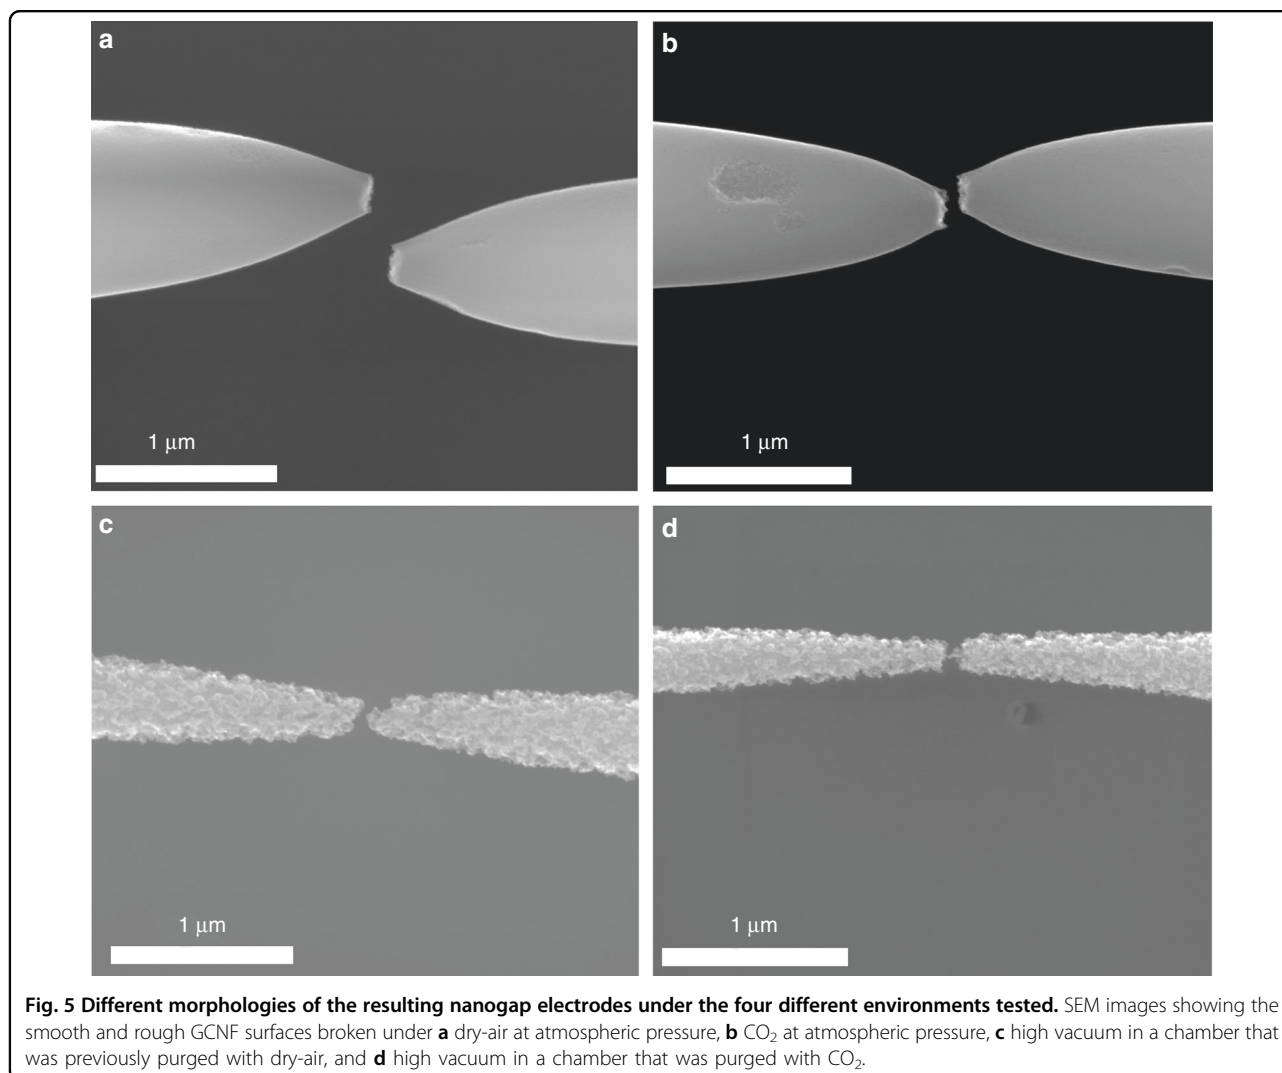 a
b
1 μm
1 μm
c
d
1 μm
1 μm
Fig. 5 Different morphologies of the resulting nanogap electrodes under the four different environments tested. SEM images showing the
smooth and rough GCNF surfaces broken under a dry-air at atmospheric pressure, b CO₂ at atmospheric pressure, c high vacuum in a chamber that
was previously purged with dry-air, and d high vacuum in a chamber that was purged with CO₂.